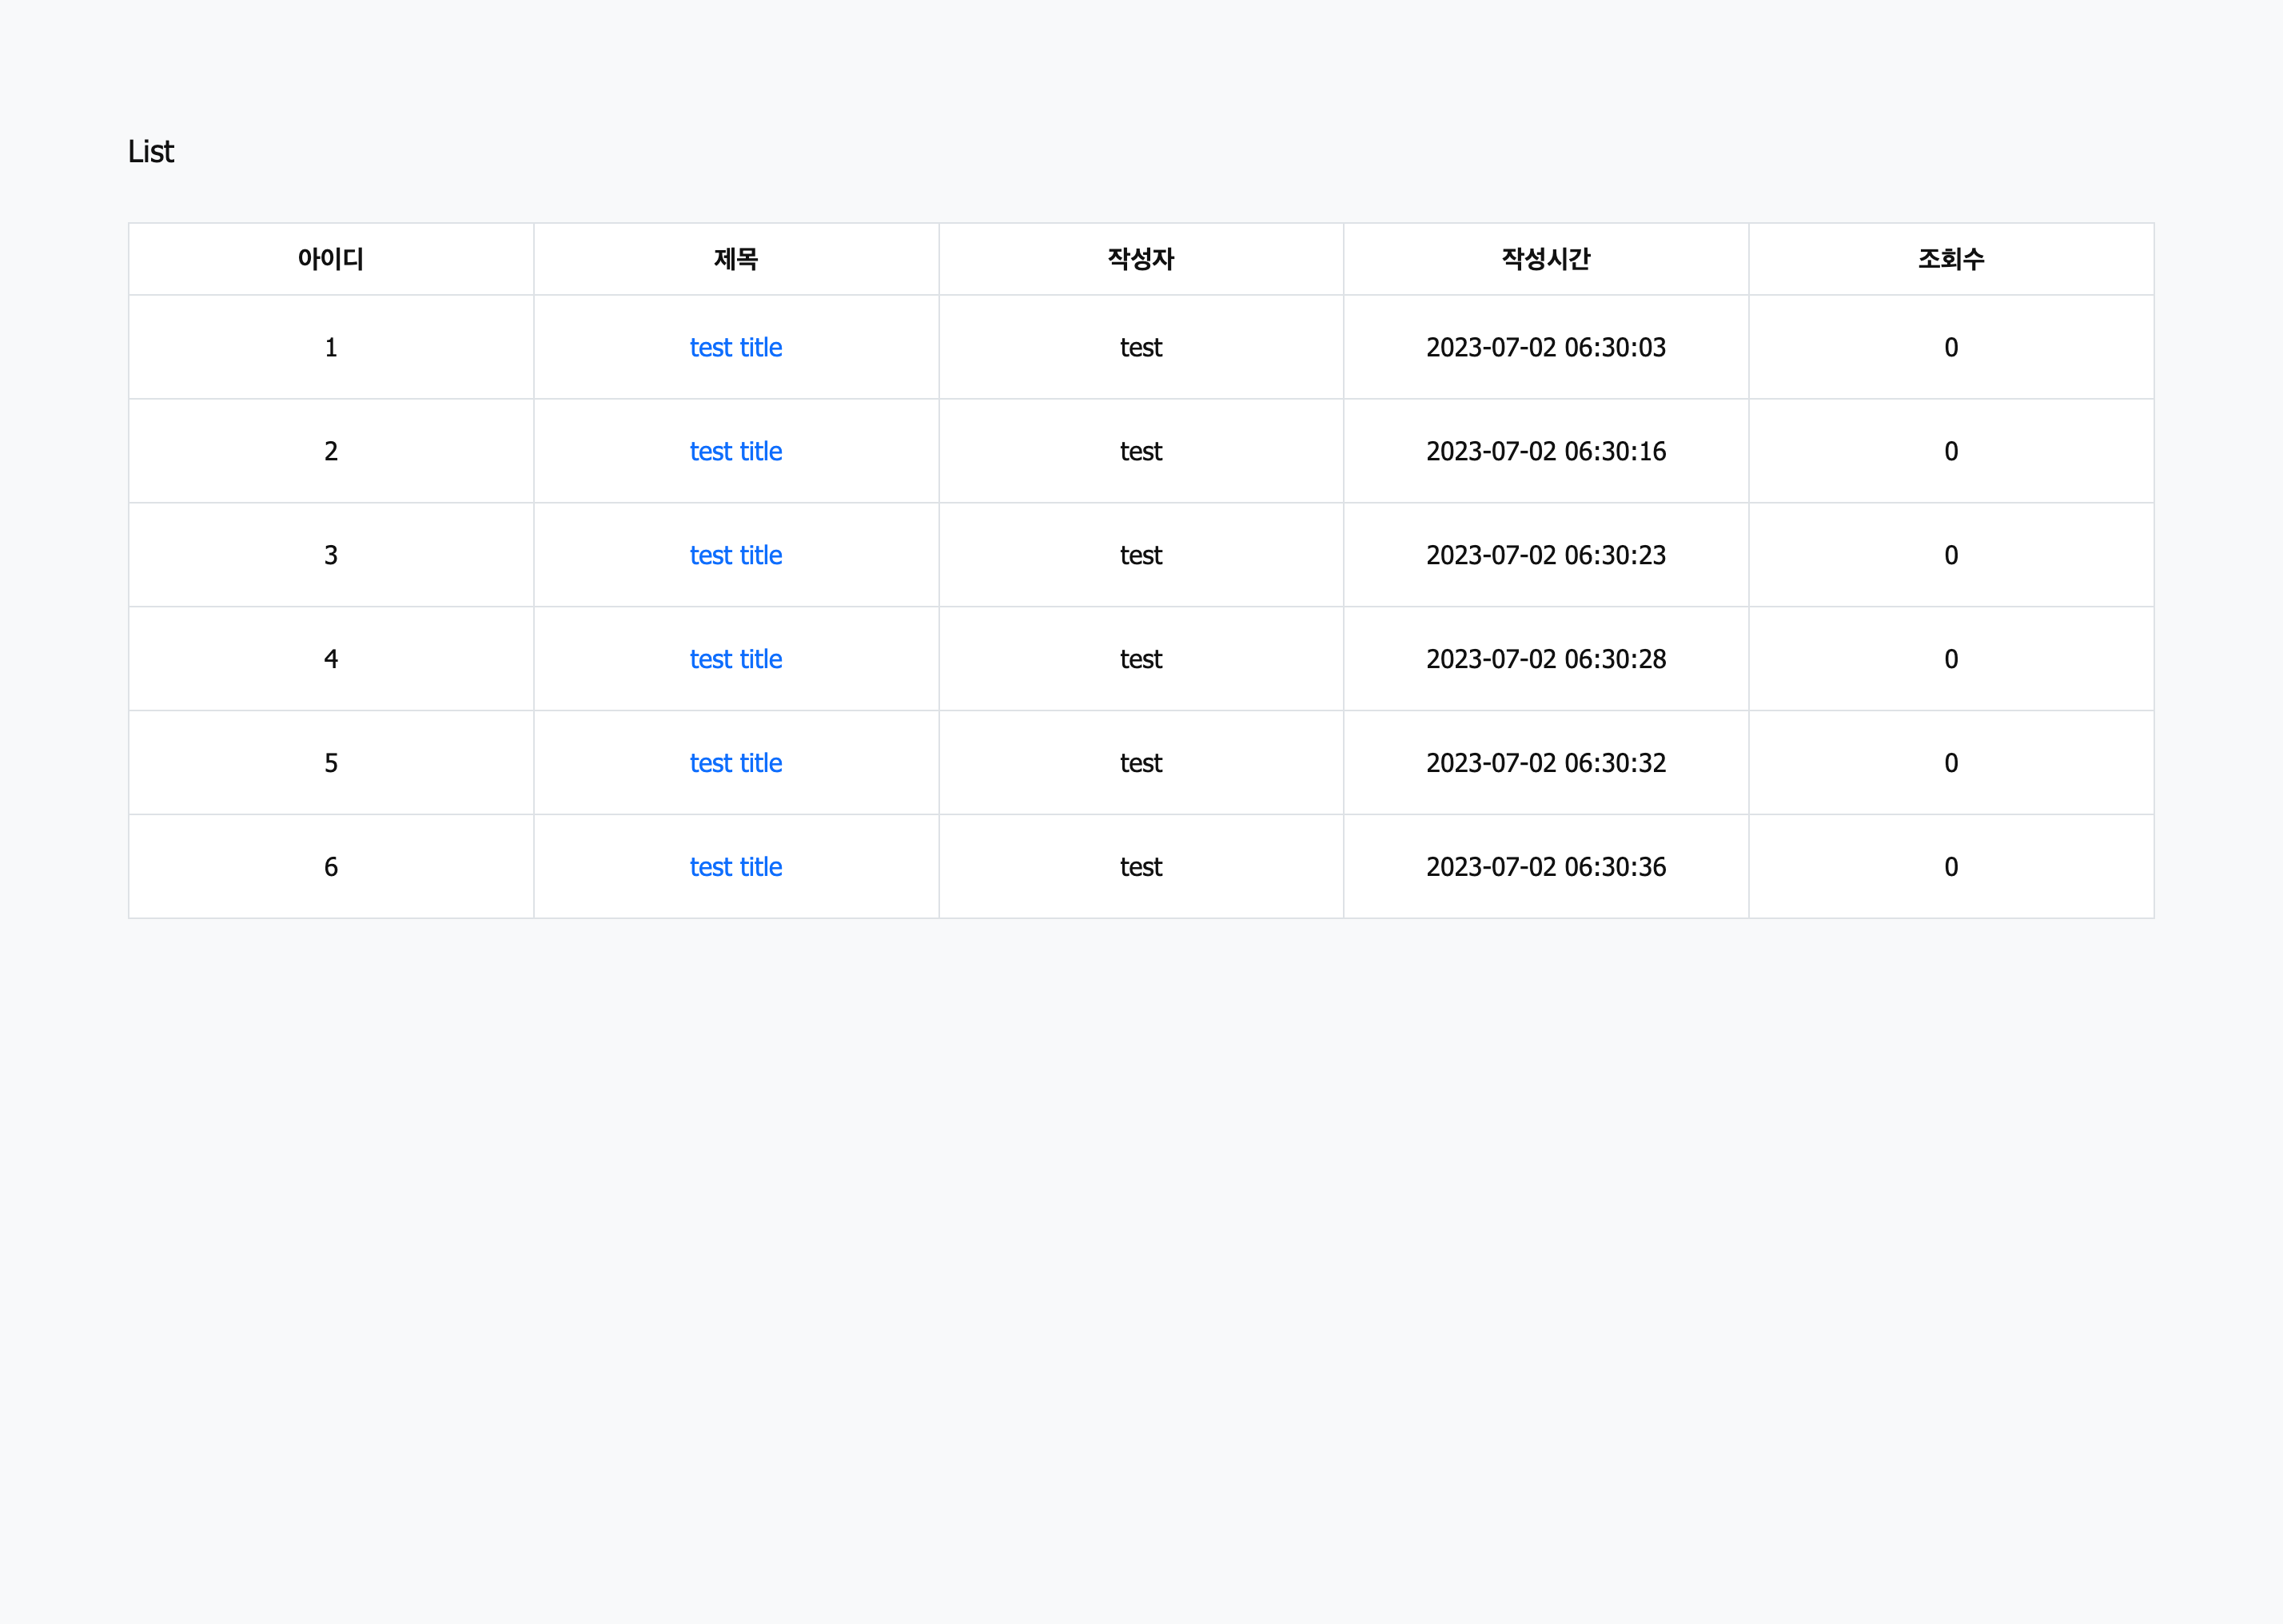 List
아이디 제목 작성자 작성시간 조회수
1 test title test 2023-07-02 06:30:03 0
2 test title test 2023-07-02 06:30:16 0
3 test title test 2023-07-02 06:30:23 0
4 test title test 2023-07-02 06:30:28 0
5 test title test 2023-07-02 06:30:32 0
6 test title test 2023-07-02 06:30:36 0